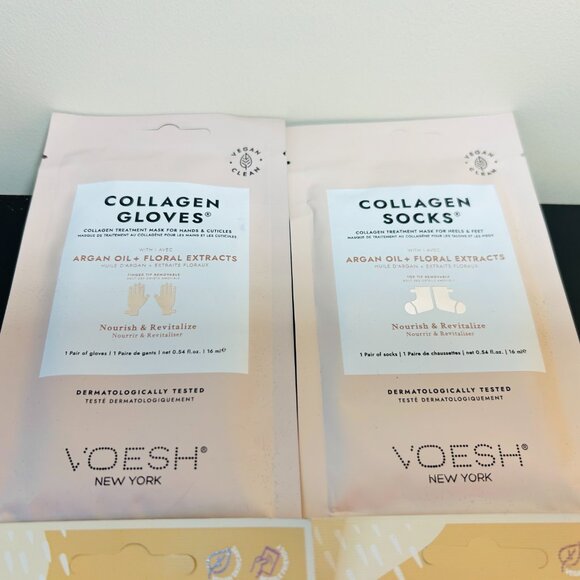 VEGAN
CLEAN
COLLAGEN
GLOVES®
COLLAGEN TREATMENT MASK FOR HANDS & CUTICLES
MASQUE DE TRAITEMENT AU COLLAGÈNE POUR LES MAINS ET LES CUTICULES
WITH | AVEC
ARGAN OIL + FLORAL EXTRACTS
HUILE D'ARGAN + EXTRAITS FLORAUX
FINGER TIP REMOVABLE
Nourish & Revitalize
Nourrir & Revitaliser
1 Pair of gloves | 1 Paire de gants | net 0.54 fl.oz. | 16 ml ℮
DERMATOLOGICALLY TESTED
TESTÉ DERMATOLOGIQUEMENT
VOESH®
NEW YORK
VEGAN
CLEAN
COLLAGEN
SOCKS®
COLLAGEN TREATMENT MASK FOR HEELS & FEET
MASQUE DE TRAITEMENT AU COLLAGÈNE POUR LES TALONS ET LES PIEDS
WITH | AVEC
ARGAN OIL + FLORAL EXTRACTS
HUILE D'ARGAN + EXTRAITS FLORAUX
TOE TIP REMOVABLE
Nourish & Revitalize
Nourrir & Revitaliser
1 Pair of socks | 1 Paire de chaussettes | net 0.54 fl.oz. | 16 ml ℮
DERMATOLOGICALLY TESTED
TESTÉ DERMATOLOGIQUEMENT
VOESH®
NEW YORK